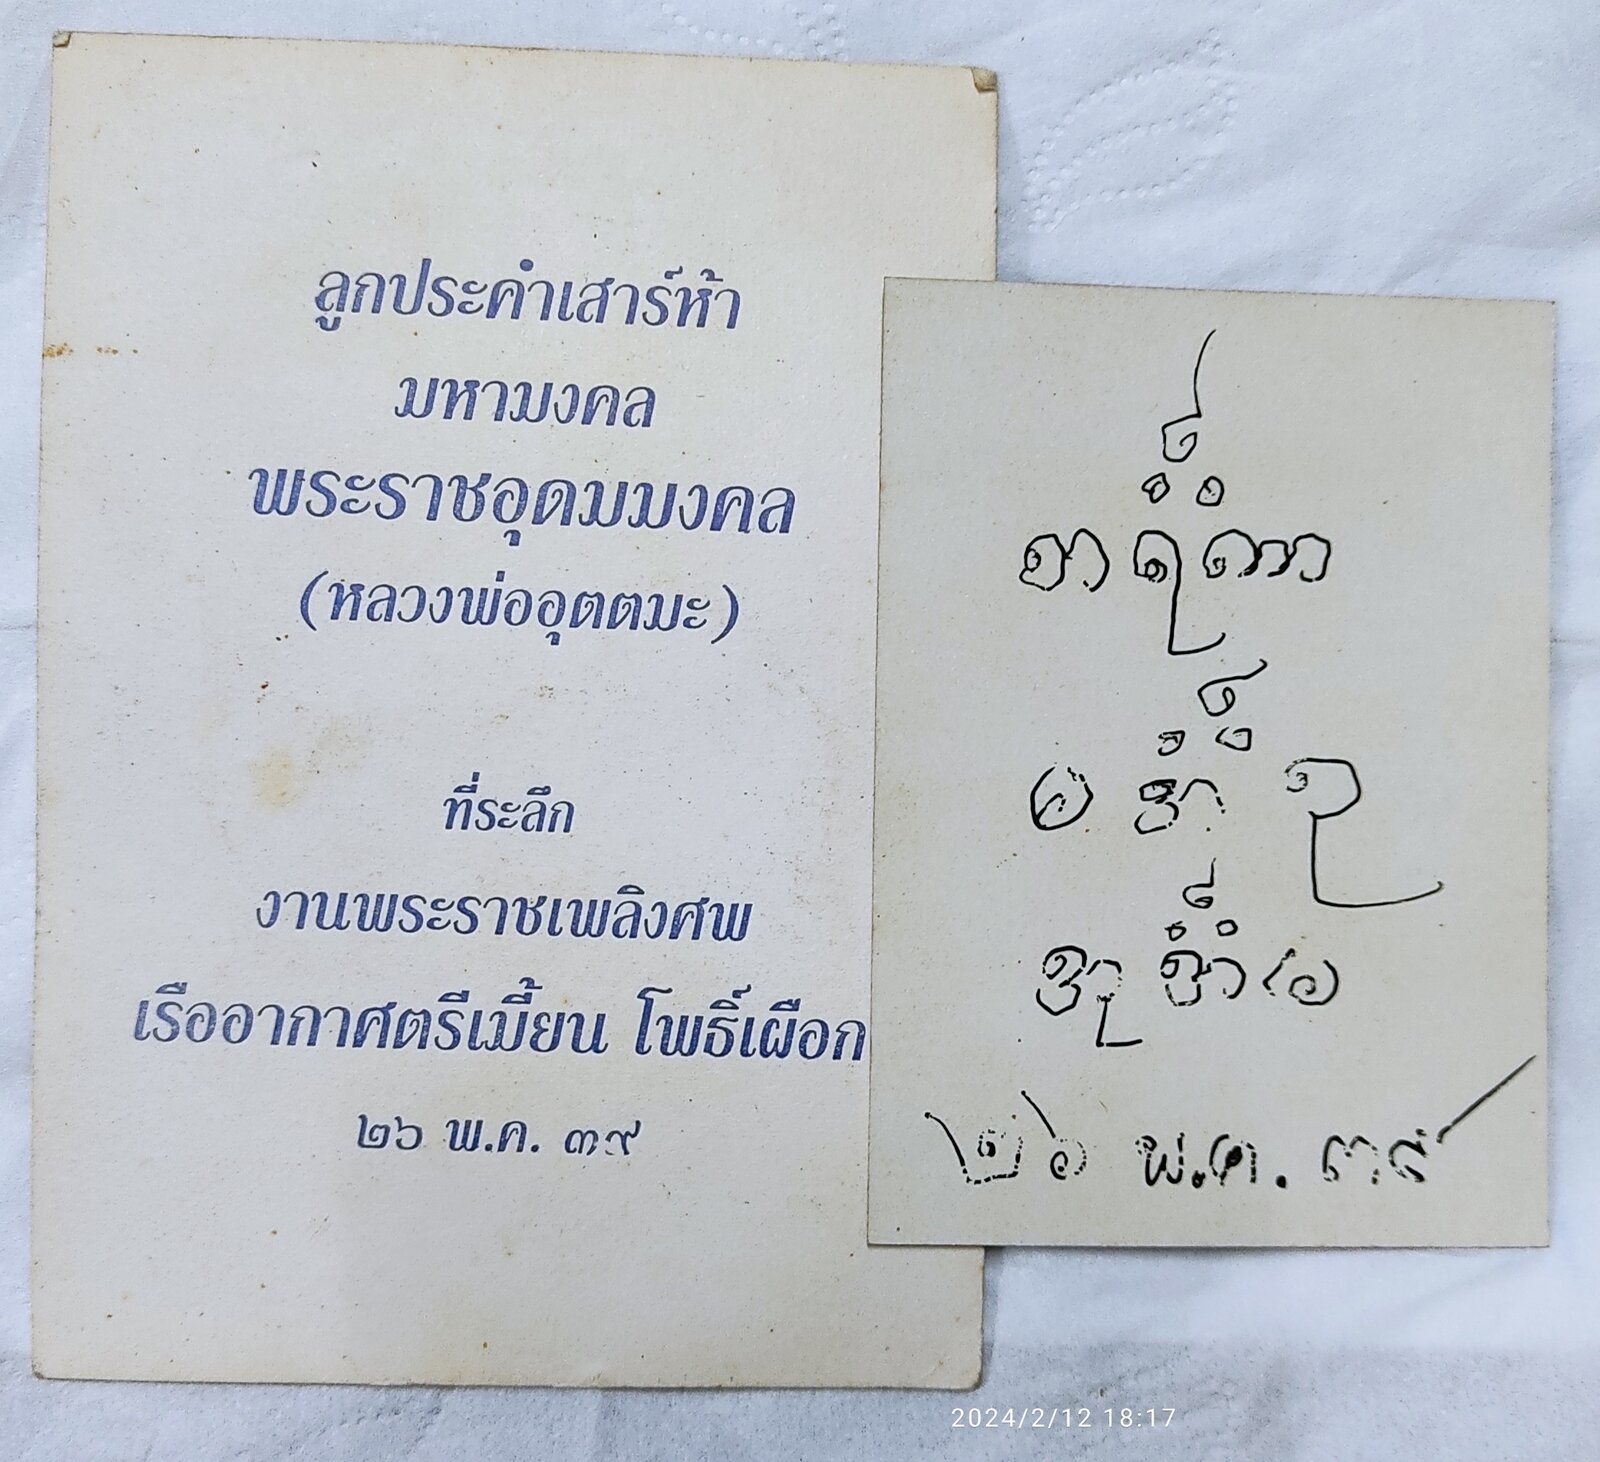 ลูกประคำเสาร์ห้า
มหามงคล
พระราชอุดมมงคล
(หลวงพ่ออุตตมะ)
ที่ระลึก
งานพระราชเพลิงศพ
เรืออากาศตรีเมี้ยน โพธิ์เผือก
๒๖ พ.ค. ๓๙
๒๖ พ.ค. ๓๙
2024/2/12 18:17